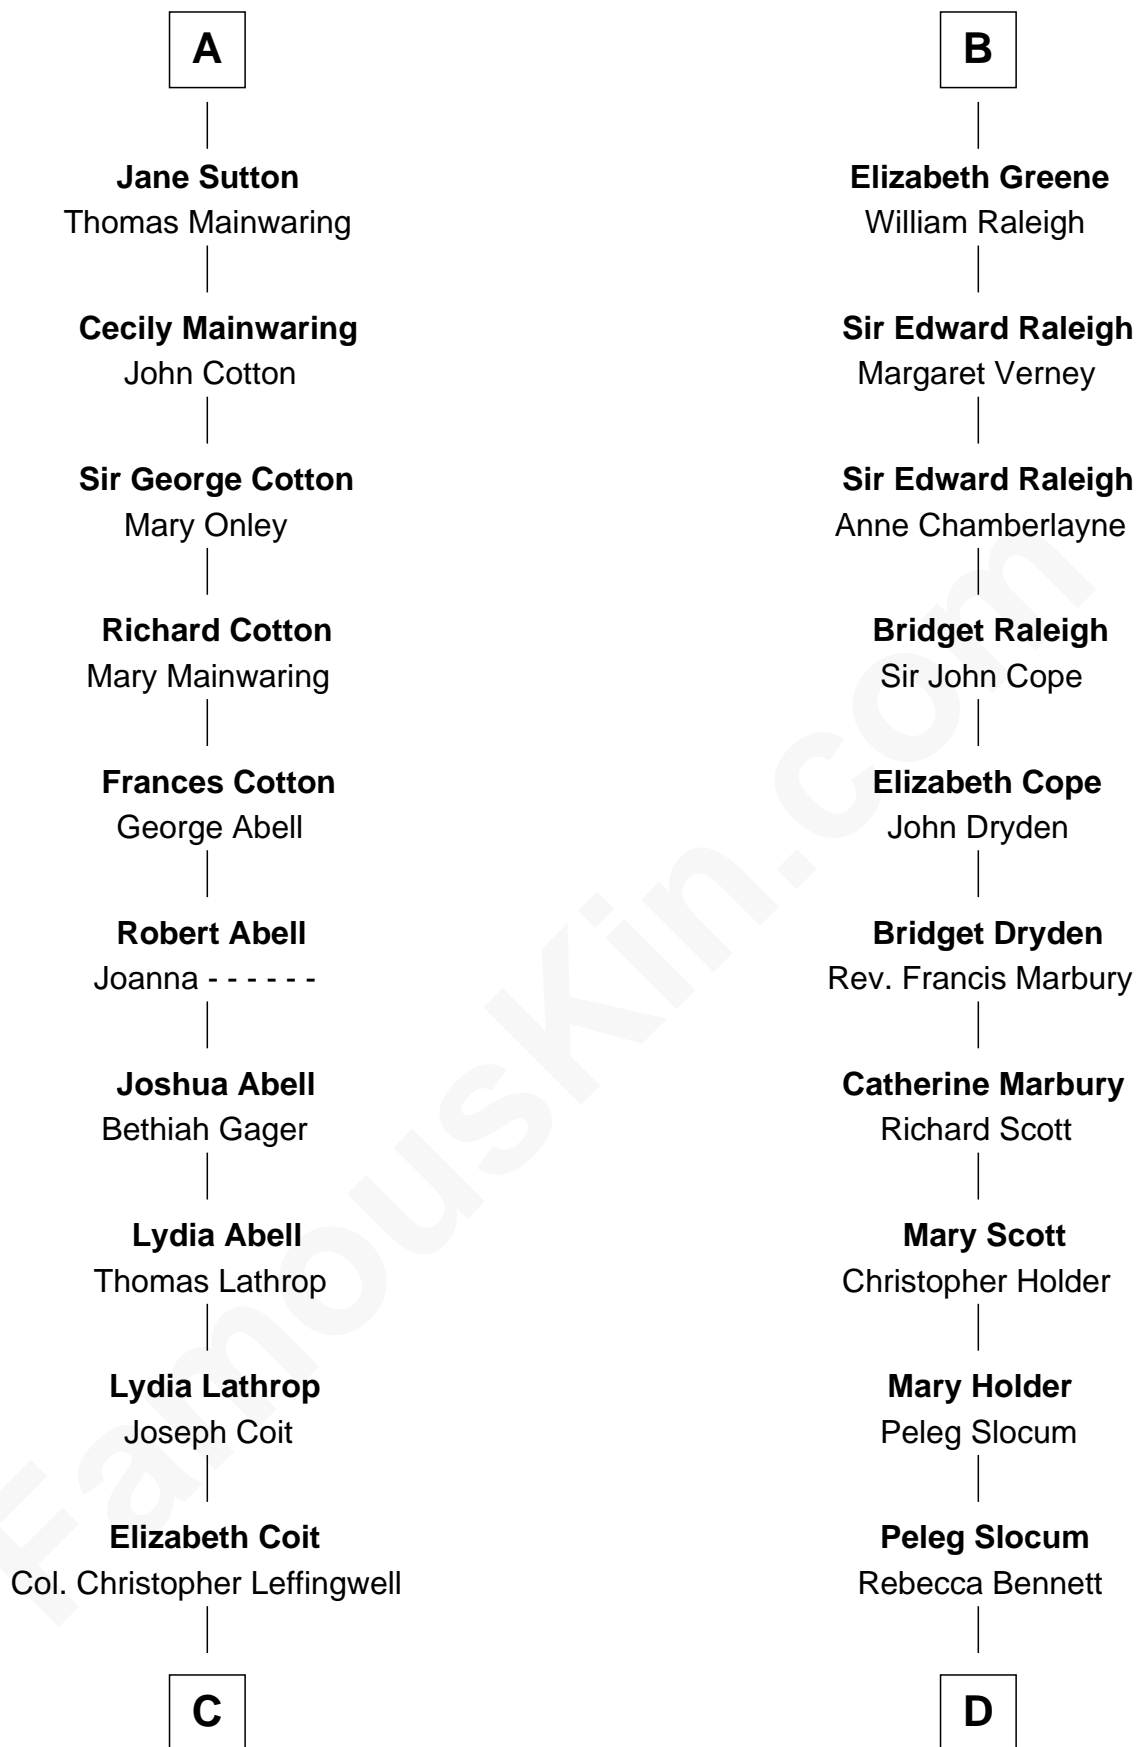 A
Jane Sutton
Thomas Mainwaring
Cecily Mainwaring
John Cotton
Sir George Cotton
Mary Onley
Richard Cotton
Mary Mainwaring
Frances Cotton
George Abell
Robert Abell
Joanna - - - - - -
Joshua Abell
Bethiah Gager
Lydia Abell
Thomas Lathrop
Lydia Lathrop
Joseph Coit
Elizabeth Coit
Col. Christopher Leffingwell
C
B
Elizabeth Greene
William Raleigh
Sir Edward Raleigh
Margaret Verney
Sir Edward Raleigh
Anne Chamberlayne
Bridget Raleigh
Sir John Cope
Elizabeth Cope
John Dryden
Bridget Dryden
Rev. Francis Marbury
Catherine Marbury
Richard Scott
Mary Scott
Christopher Holder
Mary Holder
Peleg Slocum
Peleg Slocum
Rebecca Bennett
D
FamousKin.com